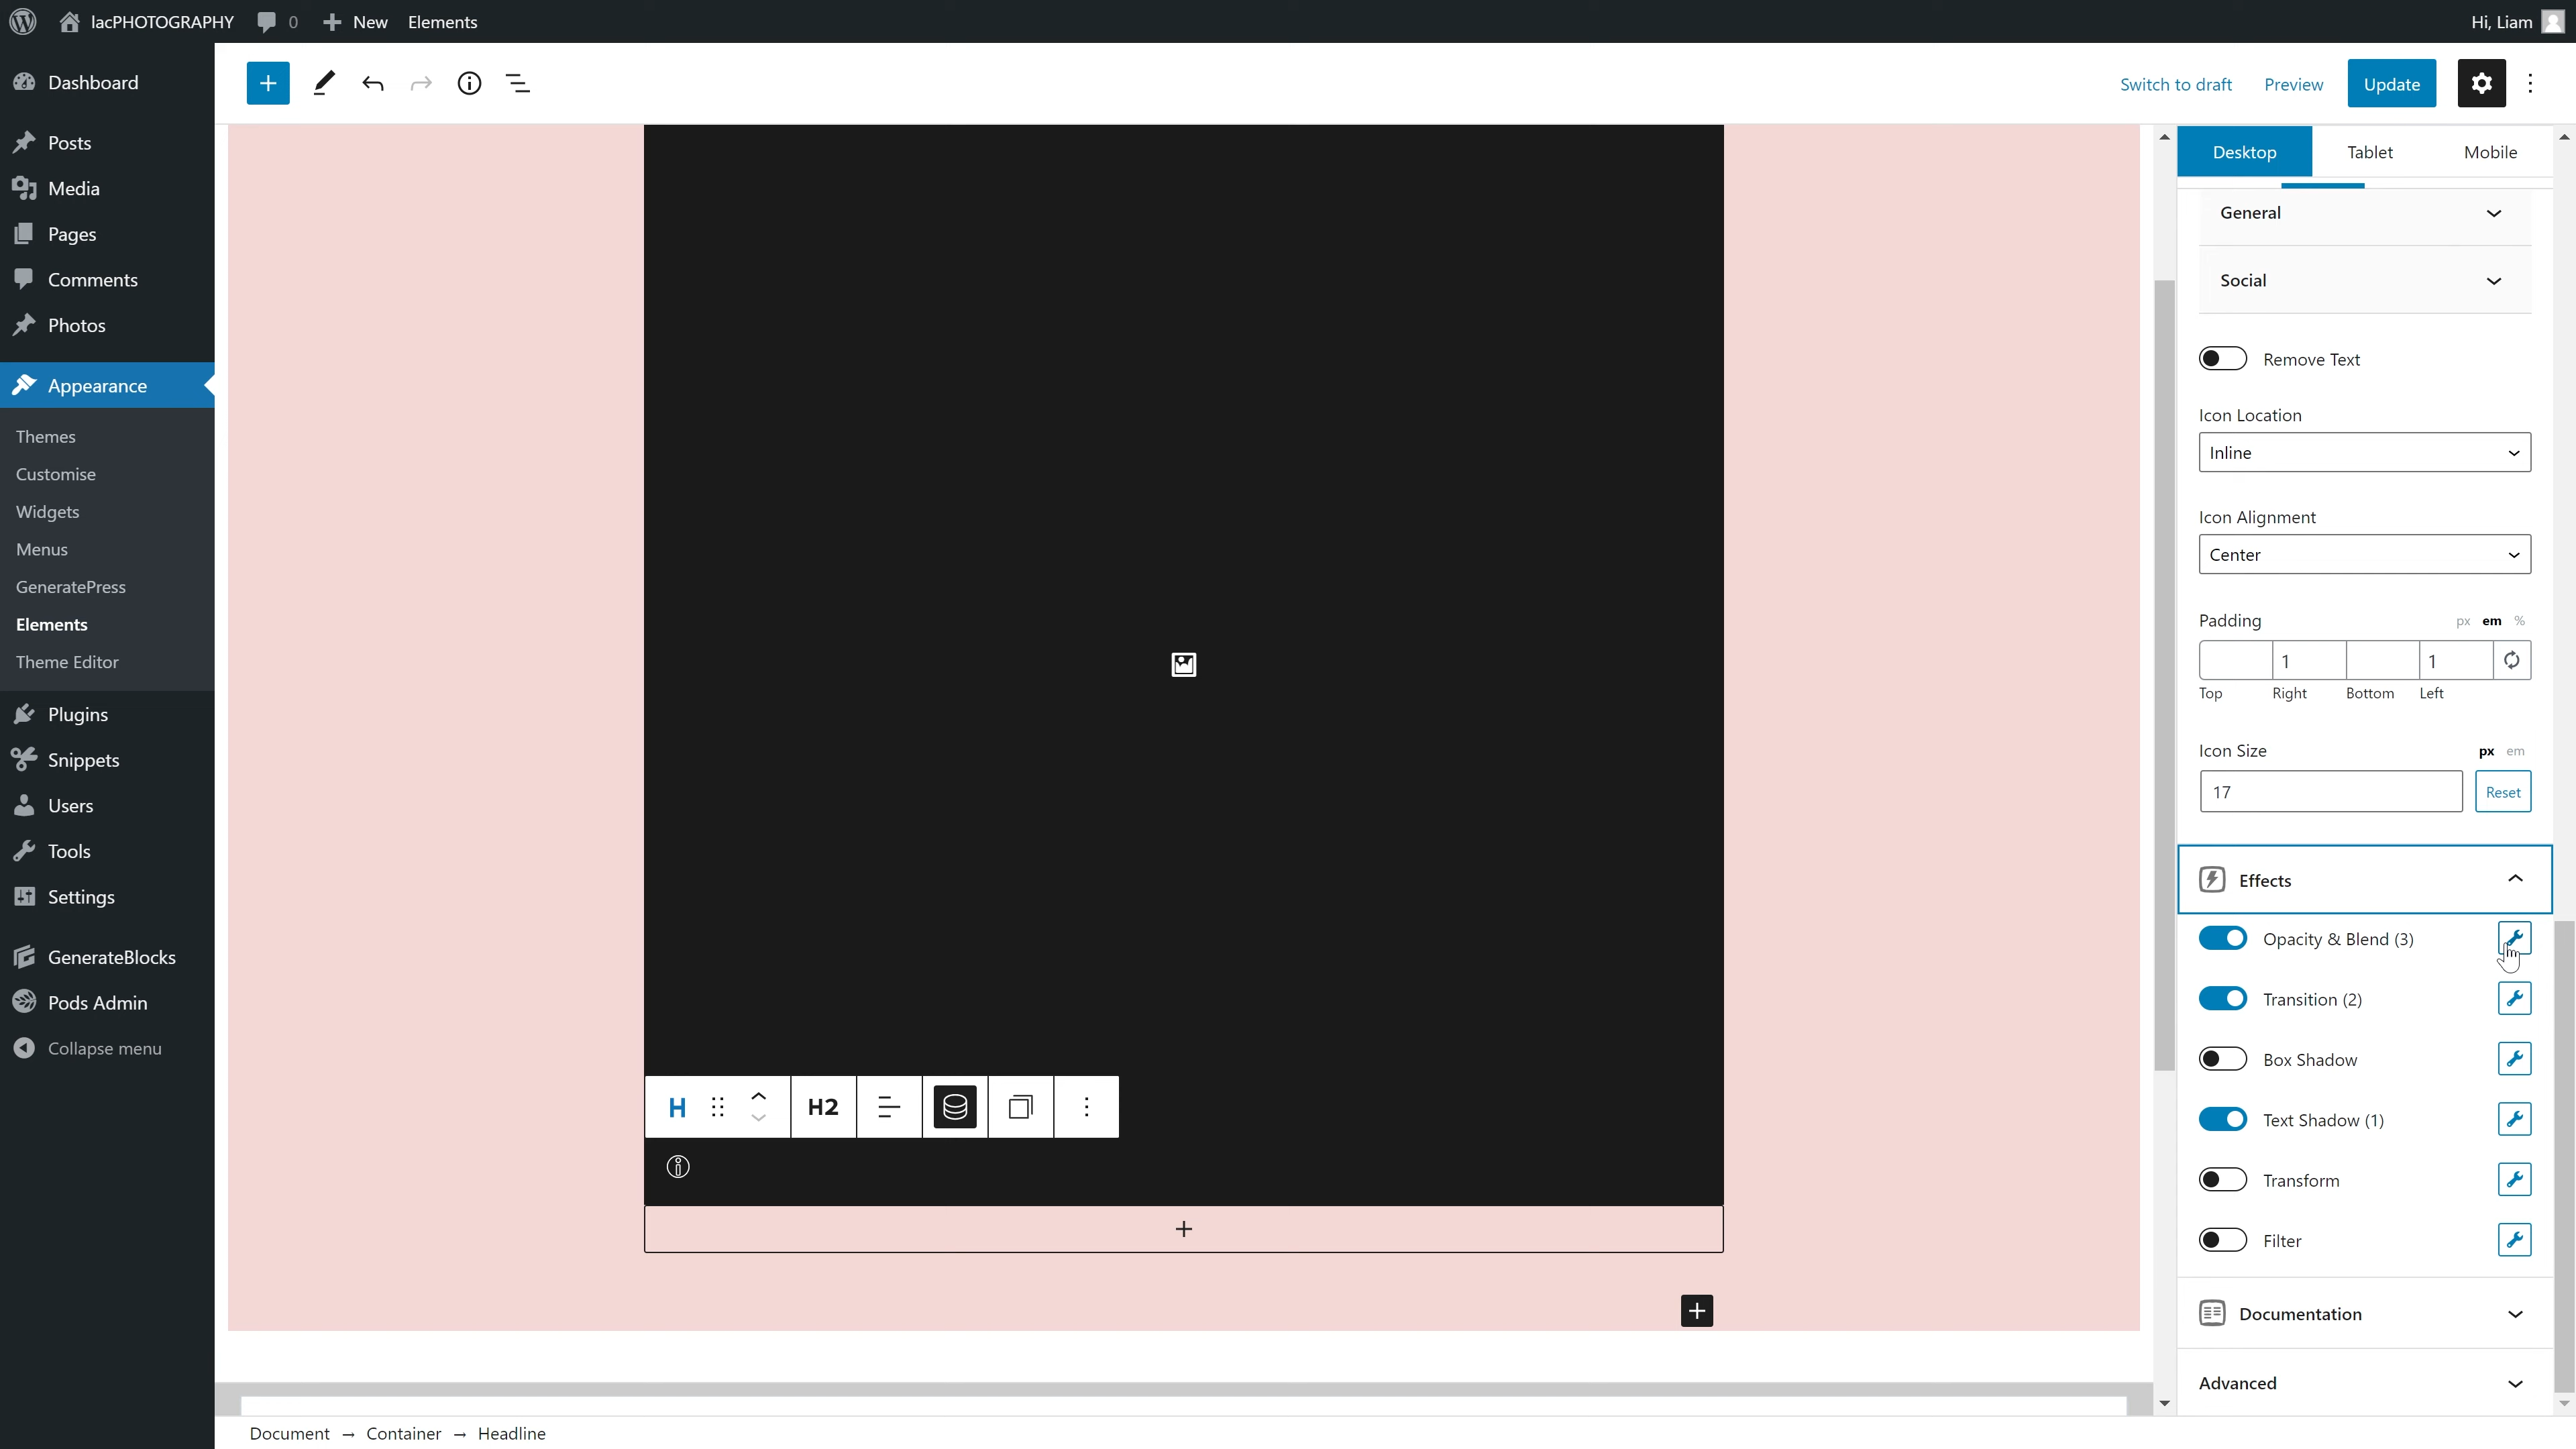 lacPHOTOGRAPHY 0 New Elements Hi, Liam
Dashboard
Posts
Media
Pages
Comments
Photos
Appearance
Themes
Customise
Widgets
Menus
GeneratePress
Elements
Theme Editor
Plugins
Snippets
Users
Tools
Settings
GenerateBlocks
Pods Admin
Collapse menu
Switch to draft Preview Update
H H2
Desktop Tablet Mobile
General
Social
Remove Text
Icon Location
Inline
Icon Alignment
Center
Padding px em %
1 1
Top Right Bottom Left
Icon Size px em
17 Reset
Effects
Opacity & Blend (3)
Transition (2)
Box Shadow
Text Shadow (1)
Transform
Filter
Documentation
Advanced
Document → Container → Headline